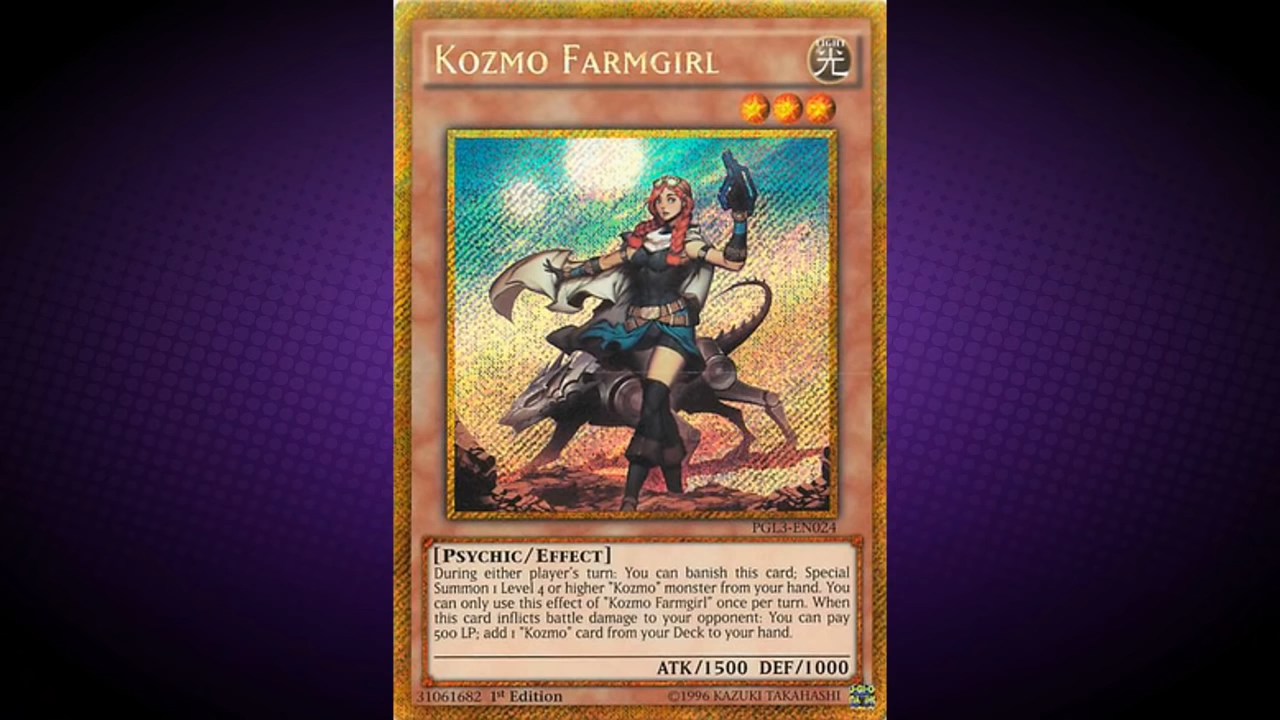 KOZMO FARMGIRL
LIGHT
光
PGL3-EN024
[PSYCHIC/EFFECT]
During either player's turn: You can banish this card; Special
Summon 1 Level 4 or higher "Kozmo" monster from your hand. You
can only use this effect of "Kozmo Farmgirl" once per turn. When
this card inflicts battle damage to your opponent: You can pay
500 LP; add 1 "Kozmo" card from your Deck to your hand.
ATK/1500 DEF/1000
31061682 1st Edition ©1996 KAZUKI TAKAHASHI